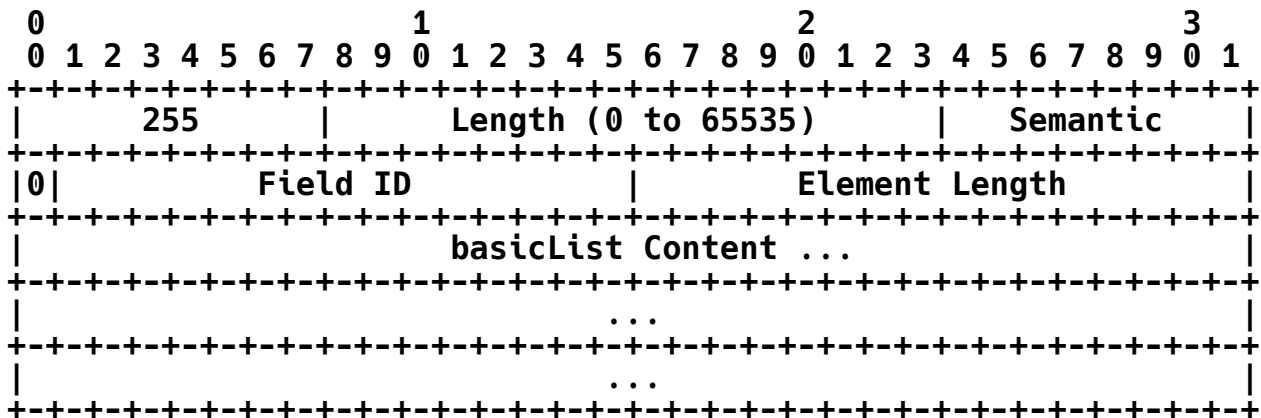 0                   1                   2                   3
 0 1 2 3 4 5 6 7 8 9 0 1 2 3 4 5 6 7 8 9 0 1 2 3 4 5 6 7 8 9 0 1
+-+-+-+-+-+-+-+-+-+-+-+-+-+-+-+-+-+-+-+-+-+-+-+-+-+-+-+-+-+-+-+-+
|      255      |      Length (0 to 65535)      |   Semantic    |
+-+-+-+-+-+-+-+-+-+-+-+-+-+-+-+-+-+-+-+-+-+-+-+-+-+-+-+-+-+-+-+-+
|0|          Field ID           |        Element Length         |
+-+-+-+-+-+-+-+-+-+-+-+-+-+-+-+-+-+-+-+-+-+-+-+-+-+-+-+-+-+-+-+-+
|                      basicList Content ...                    |
+-+-+-+-+-+-+-+-+-+-+-+-+-+-+-+-+-+-+-+-+-+-+-+-+-+-+-+-+-+-+-+-+
|                              ...                              |
+-+-+-+-+-+-+-+-+-+-+-+-+-+-+-+-+-+-+-+-+-+-+-+-+-+-+-+-+-+-+-+-+
|                              ...                              |
+-+-+-+-+-+-+-+-+-+-+-+-+-+-+-+-+-+-+-+-+-+-+-+-+-+-+-+-+-+-+-+-+